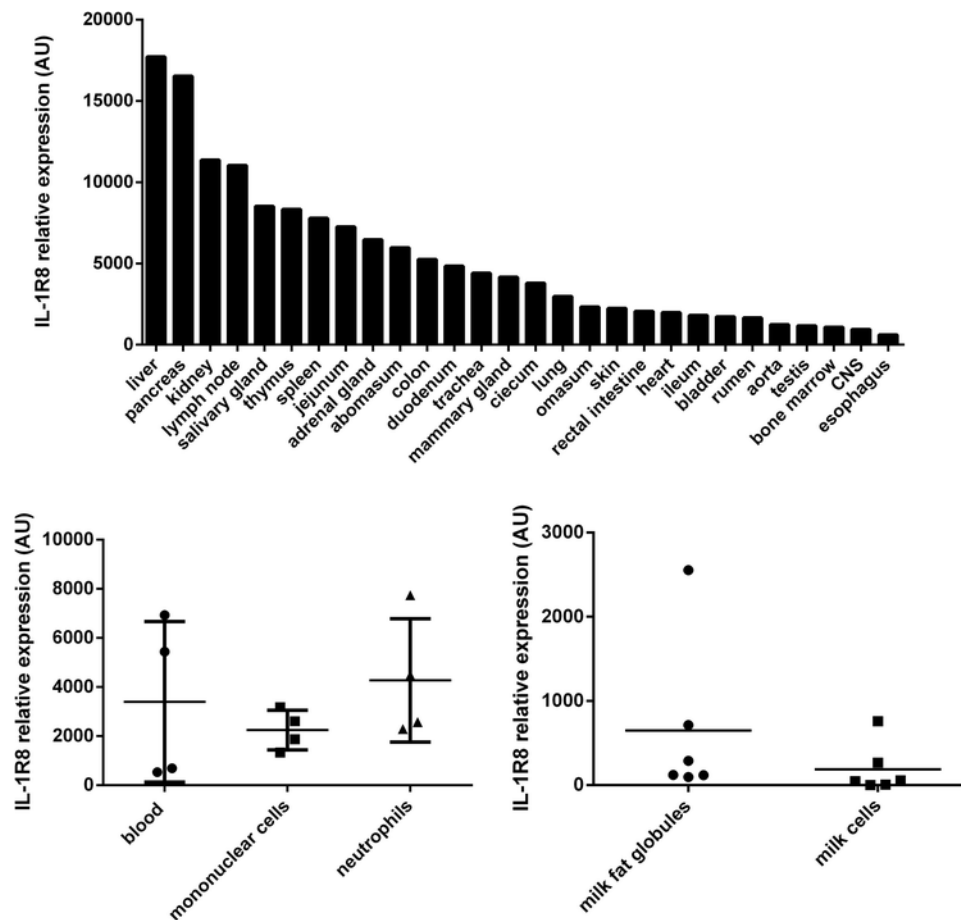 IL-1R8 relative expression (AU)
20000
15000
10000
5000
0
liver
pancreas
kidney
lymph node
salivary gland
thymus
spleen
jejunum
adrenal gland
abomasum
colon
duodenum
trachea
mammary gland
ciecum
lung
omasum
skin
rectal intestine
heart
ileum
bladder
rumen
aorta
testis
bone marrow
CNS
esophagus
IL-1R8 relative expression (AU)
10000
8000
6000
4000
2000
0
blood
mononuclear cells
neutrophils
IL-1R8 relative expression (AU)
3000
2000
1000
0
milk fat globules
milk cells